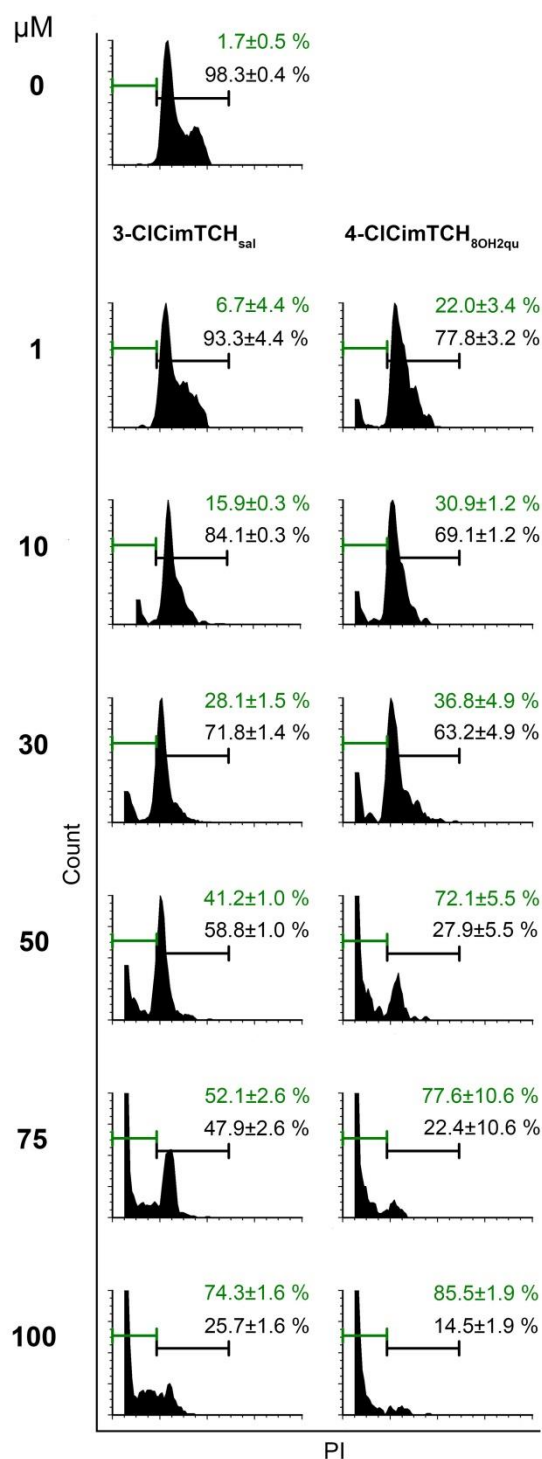 µM
0
1.7±0.5 %
98.3±0.4 %
3-ClCimTCHsal 4-ClCimTCH8OH2qu
1
6.7±4.4 % 22.0±3.4 %
93.3±4.4 % 77.8±3.2 %
10
15.9±0.3 % 30.9±1.2 %
84.1±0.3 % 69.1±1.2 %
30
28.1±1.5 % 36.8±4.9 %
71.8±1.4 % 63.2±4.9 %
Count
50
41.2±1.0 % 72.1±5.5 %
58.8±1.0 % 27.9±5.5 %
75
52.1±2.6 % 77.6±10.6 %
47.9±2.6 % 22.4±10.6 %
100
74.3±1.6 % 85.5±1.9 %
25.7±1.6 % 14.5±1.9 %
PI